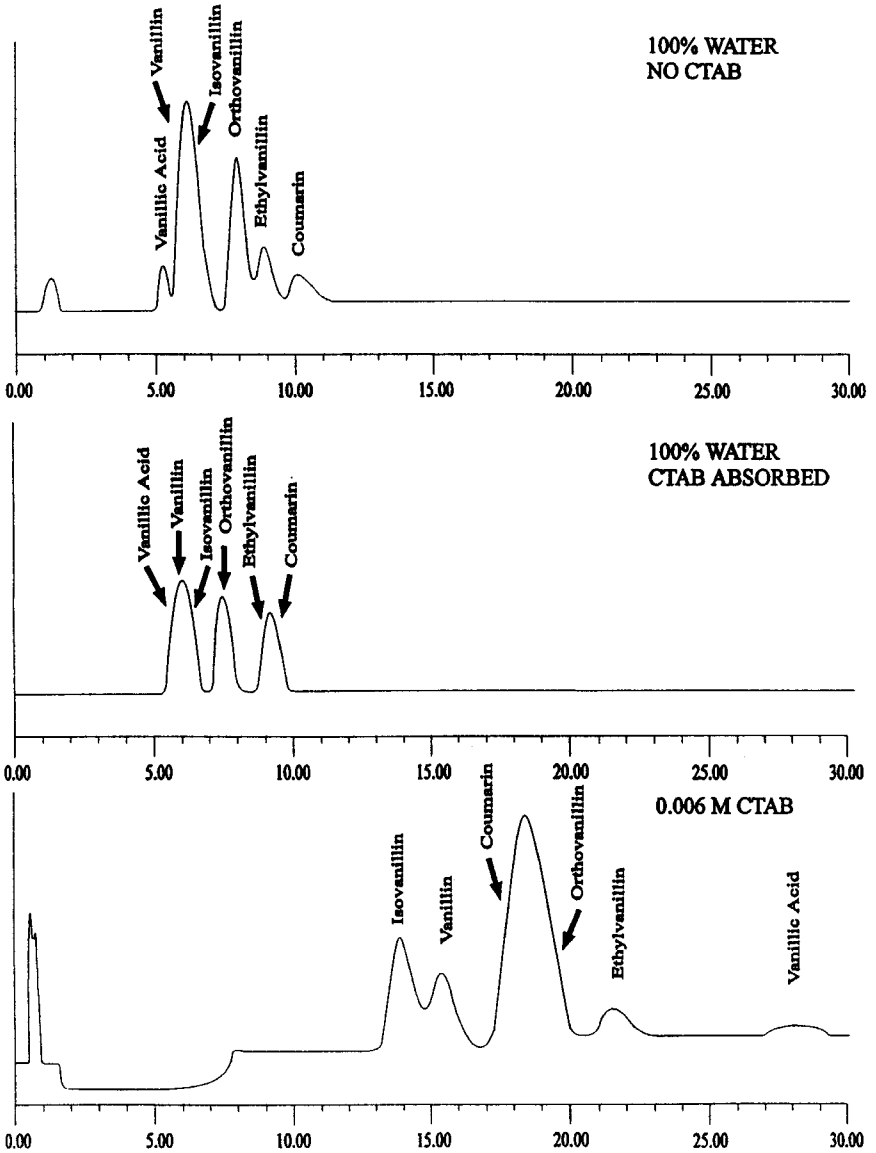 100% WATER
NO CTAB
Vanillic Acid
Vanillin
Isovanillin
Orthovanillin
Ethylvanillin
Coumarin
0.00 5.00 10.00 15.00 20.00 25.00 30.00
100% WATER
CTAB ABSORBED
Vanillic Acid
Vanillin
Isovanillin
Orthovanillin
Ethylvanillin
Coumarin
0.00 5.00 10.00 15.00 20.00 25.00 30.00
0.006 M CTAB
Isovanillin
Vanillin
Coumarin
Orthovanillin
Ethylvanillin
Vanillic Acid
0.00 5.00 10.00 15.00 20.00 25.00 30.00